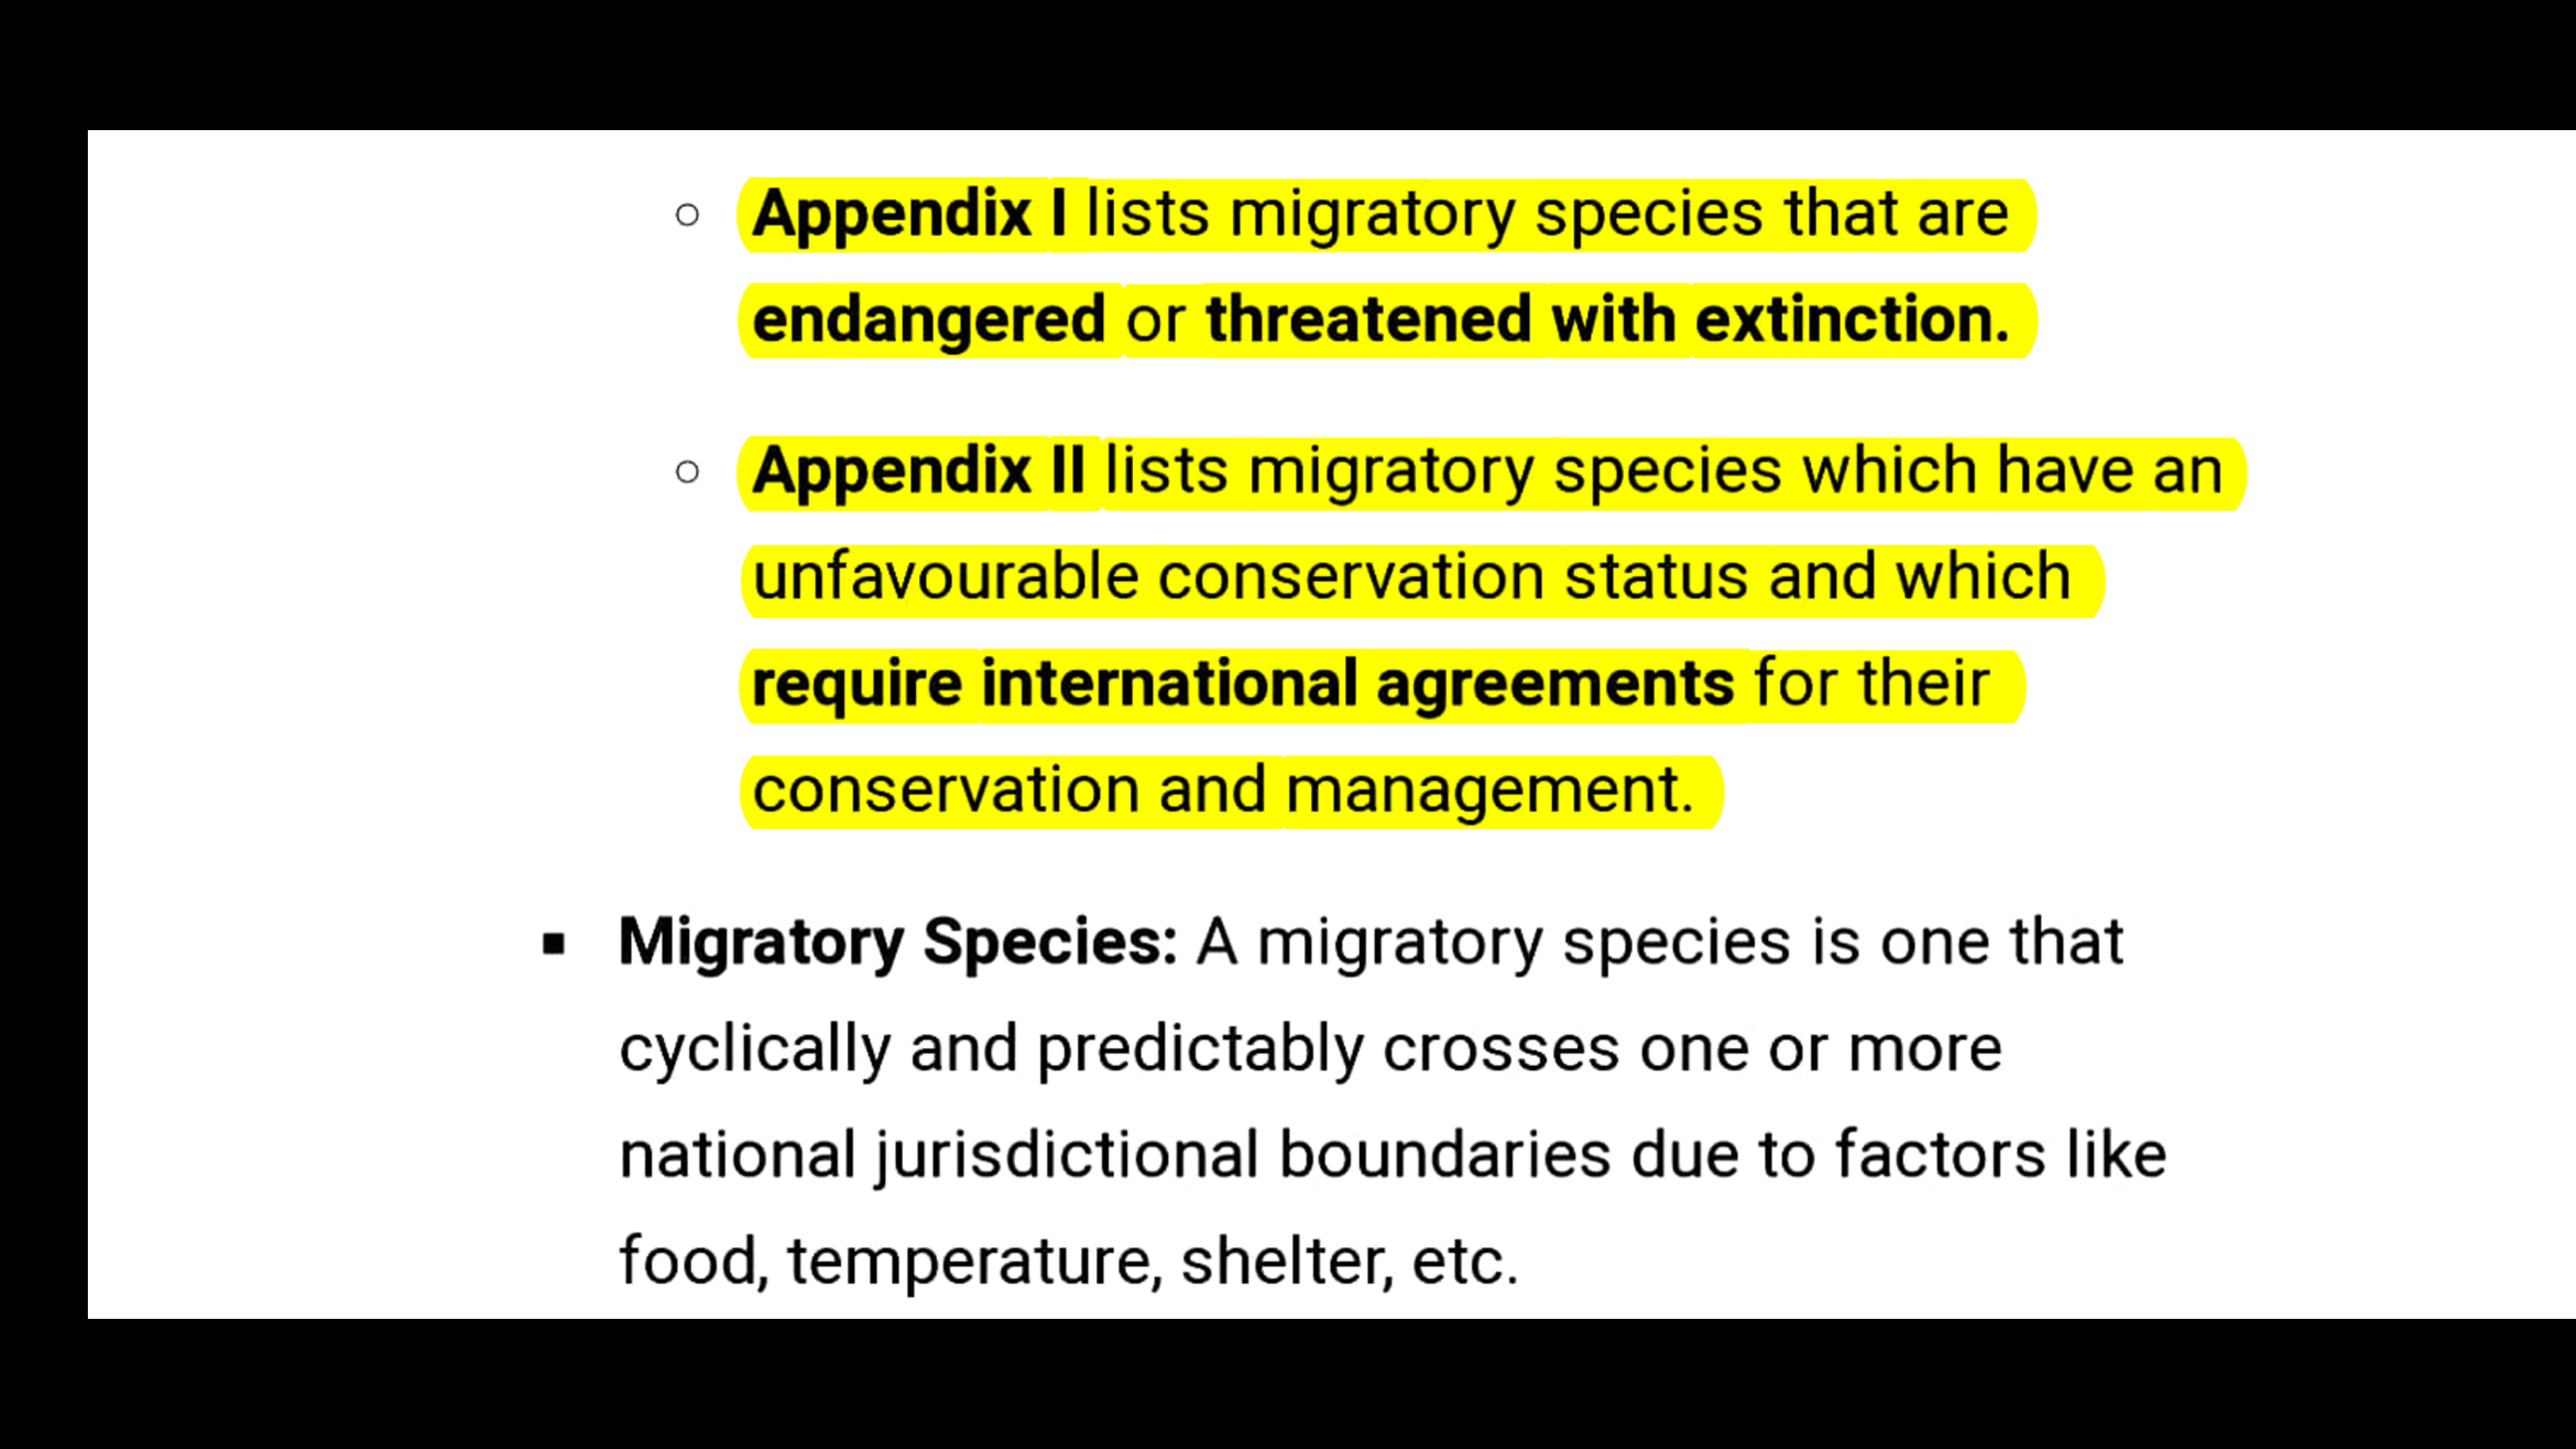 ○ Appendix I lists migratory species that are
endangered or threatened with extinction.
○ Appendix II lists migratory species which have an
unfavourable conservation status and which
require international agreements for their
conservation and management.
▪ Migratory Species: A migratory species is one that
cyclically and predictably crosses one or more
national jurisdictional boundaries due to factors like
food, temperature, shelter, etc.